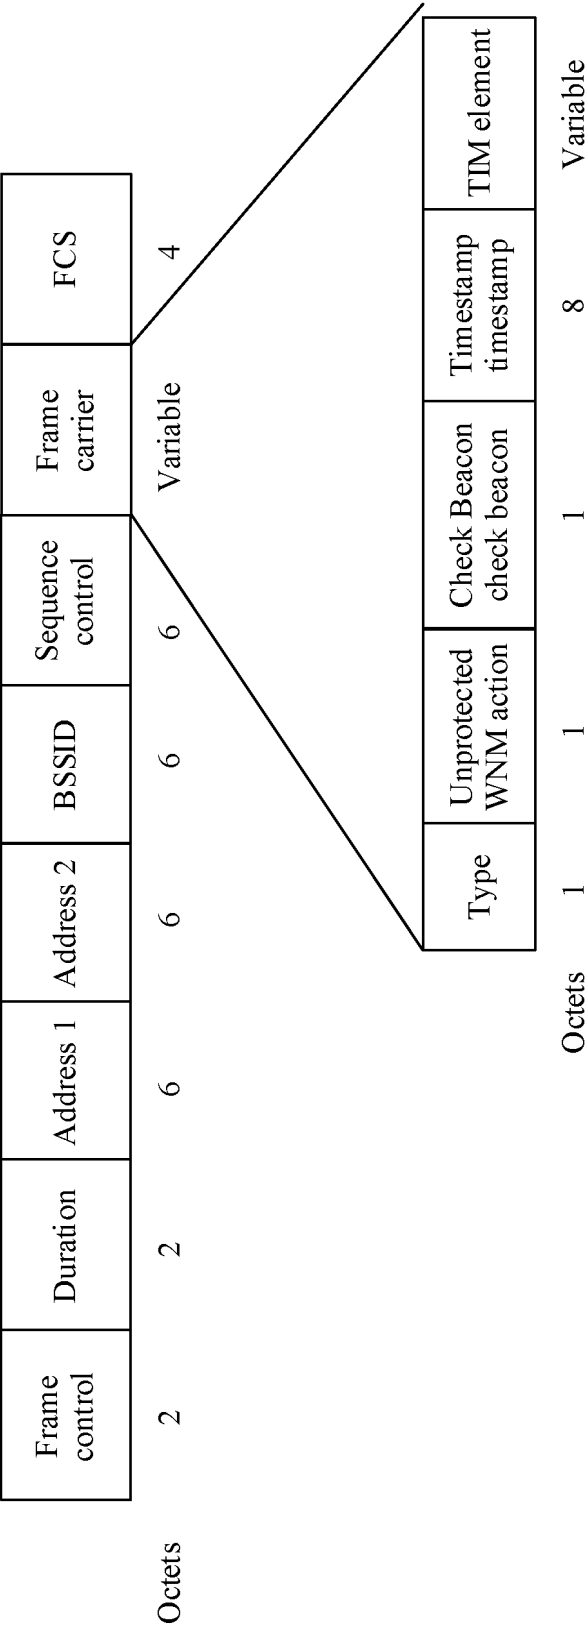 Frame
control
Duration
Address 1
Address 2
BSSID
Sequence
control
Frame
carrier
FCS
Octets
2
2
6
6
6
6
Variable
4
Type
Unprotected
WNM action
Check Beacon
check beacon
Timestamp
timestamp
TIM element
Octets
1
1
1
8
Variable